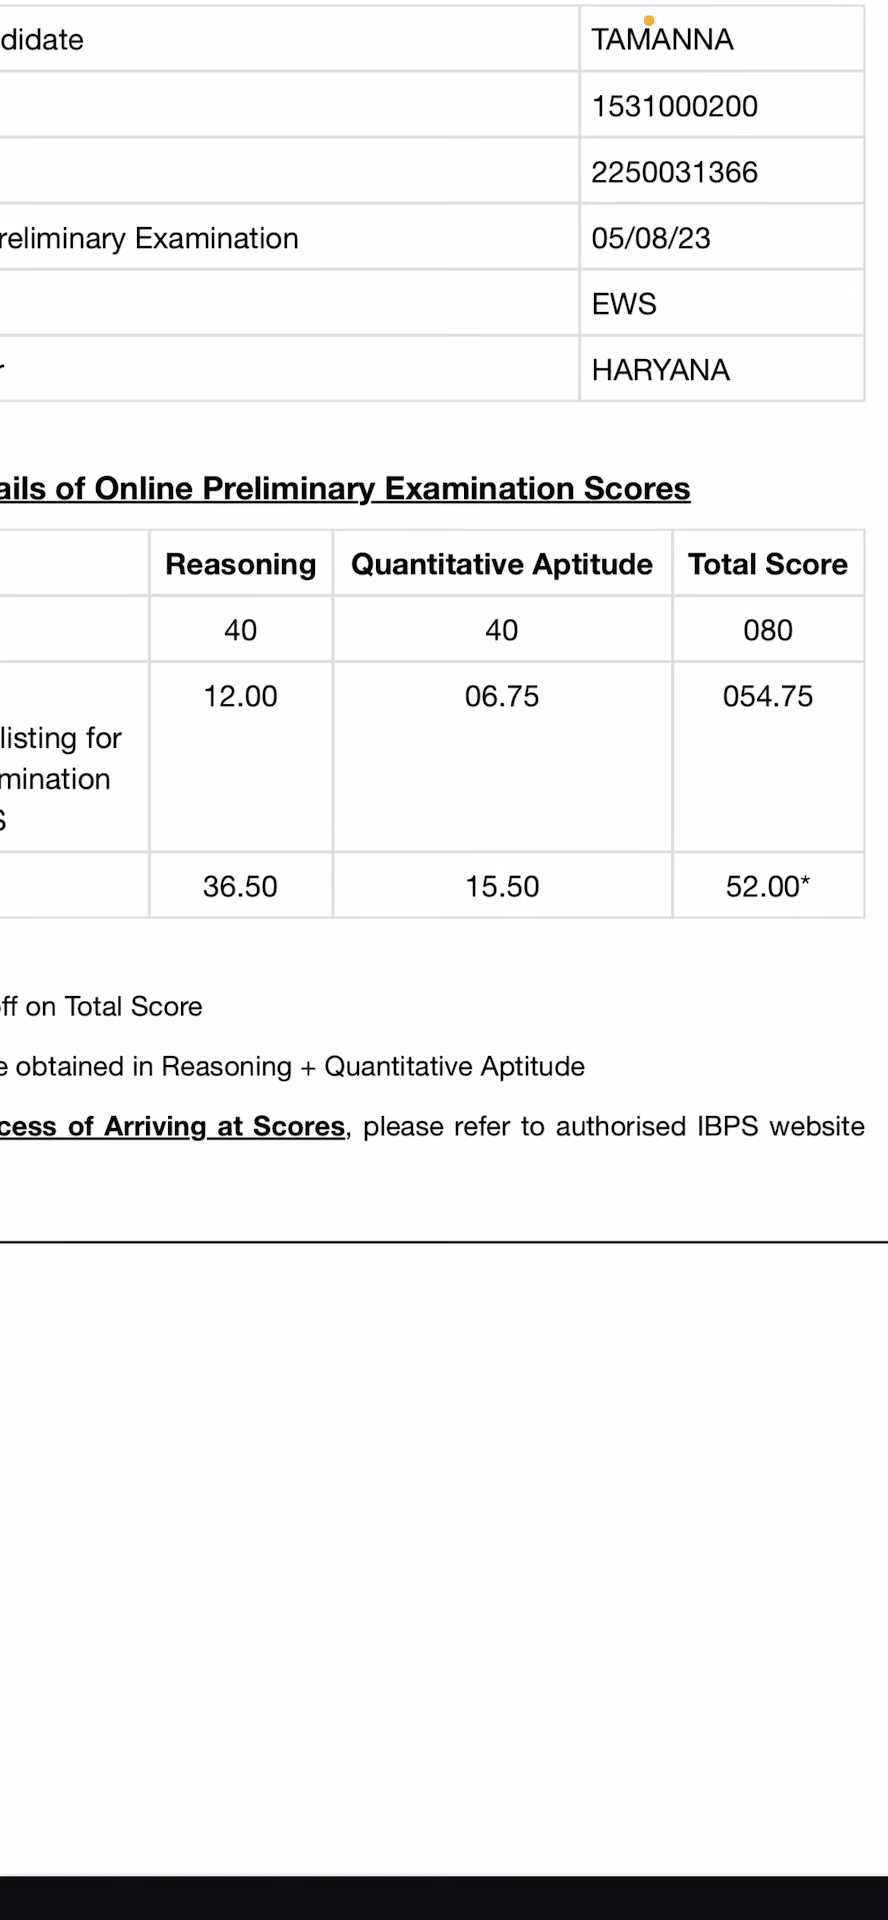 didate TAMANNA
1531000200
2250031366
reliminary Examination 05/08/23
EWS
r HARYANA
ails of Online Preliminary Examination Scores
Reasoning Quantitative Aptitude Total Score
40 40 080
12.00 06.75 054.75
listing for
mination
S
36.50 15.50 52.00*
off on Total Score
e obtained in Reasoning + Quantitative Aptitude
cess of Arriving at Scores, please refer to authorised IBPS website